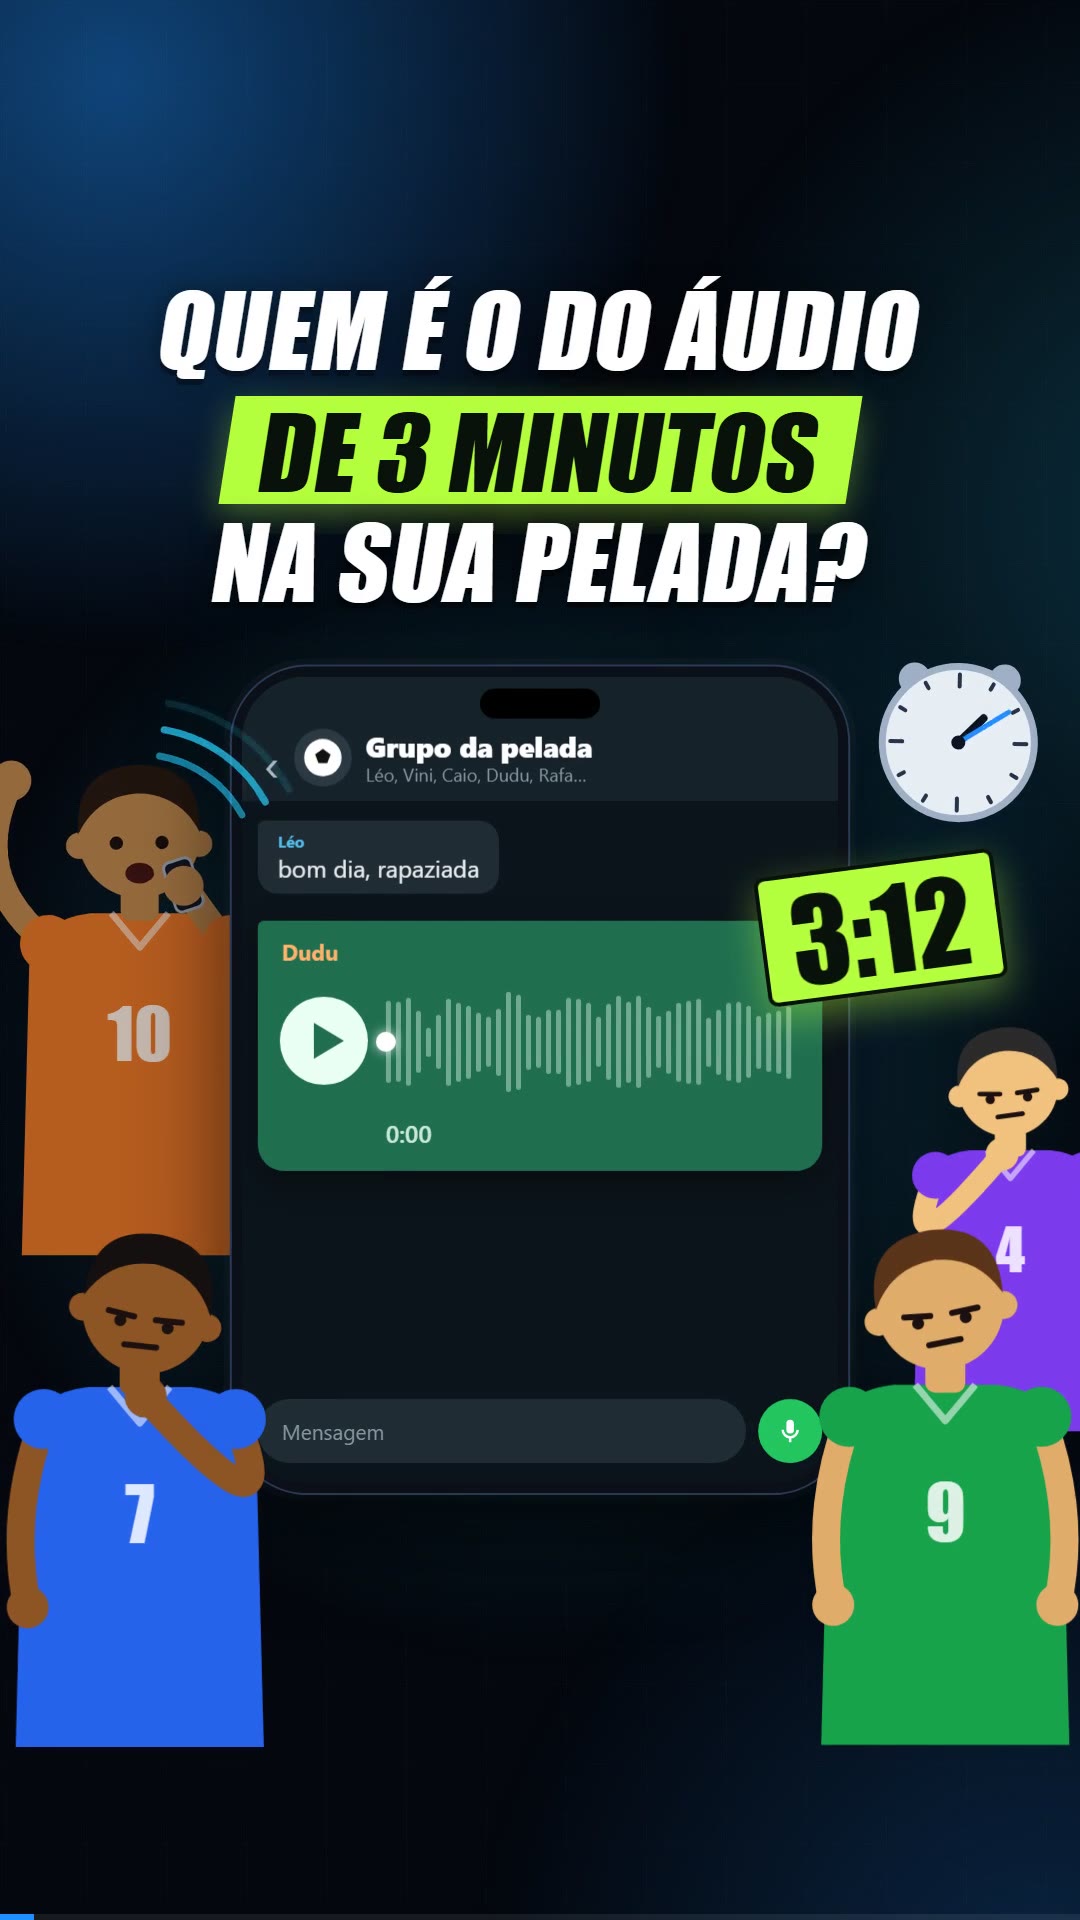 QUEM É O DO ÁUDIO
DE 3 MINUTOS
NA SUA PELADA?
Grupo da pelada
Léo, Vini, Caio, Dudu, Rafa...
Léo
bom dia, rapaziada
3:12
Dudu
10
0:00
4
Mensagem
7
9